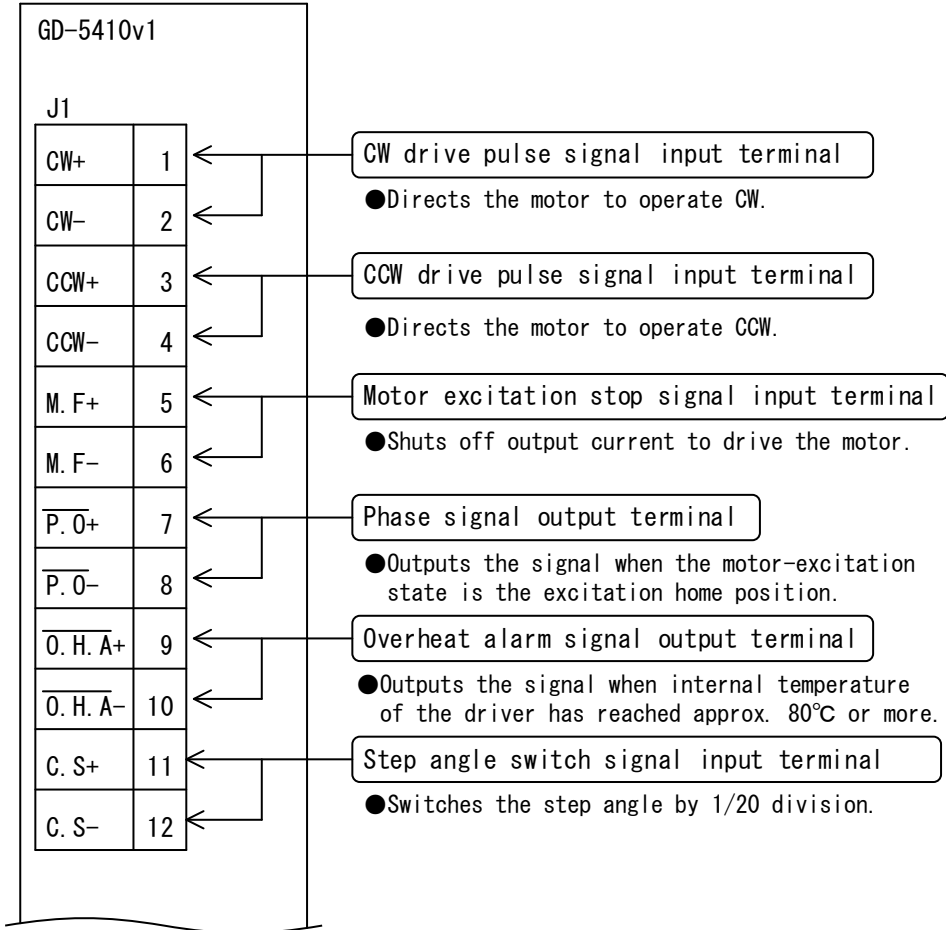 GD-5410v1
J1
CW+ 1
CW- 2
CCW+ 3
CCW- 4
M.F+ 5
M.F- 6
P.O+ 7
P.O- 8
O.H.A+ 9
O.H.A- 10
C.S+ 11
C.S- 12
CW drive pulse signal input terminal
●Directs the motor to operate CW.
CCW drive pulse signal input terminal
●Directs the motor to operate CCW.
Motor excitation stop signal input terminal
●Shuts off output current to drive the motor.
Phase signal output terminal
●Outputs the signal when the motor-excitation
state is the excitation home position.
Overheat alarm signal output terminal
●Outputs the signal when internal temperature
of the driver has reached approx. 80℃ or more.
Step angle switch signal input terminal
●Switches the step angle by 1/20 division.